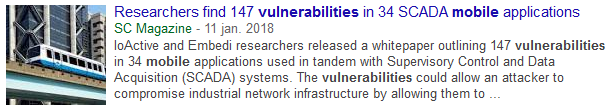 Researchers find 147 vulnerabilities in 34 SCADA mobile applications
SC Magazine - 11 jan. 2018
IoActive and Embedi researchers released a whitepaper outlining 147 vulnerabilities
in 34 mobile applications used in tandem with Supervisory Control and Data
Acquisition (SCADA) systems. The vulnerabilities could allow an attacker to
compromise industrial network infrastructure by allowing them to ...